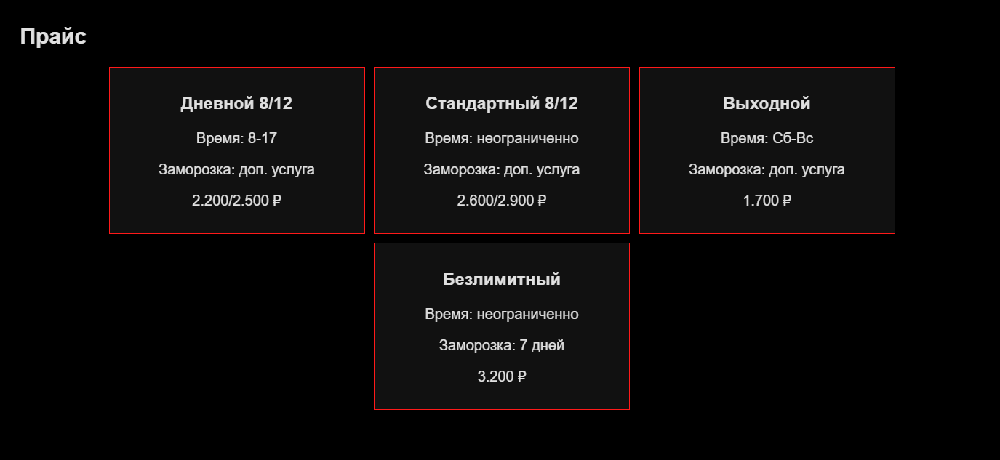 Прайс
Дневной 8/12
Время: 8-17
Заморозка: доп. услуга
2.200/2.500 ₽
Стандартный 8/12
Время: неограниченно
Заморозка: доп. услуга
2.600/2.900 ₽
Выходной
Время: Сб-Вс
Заморозка: доп. услуга
1.700 ₽
Безлимитный
Время: неограниченно
Заморозка: 7 дней
3.200 ₽